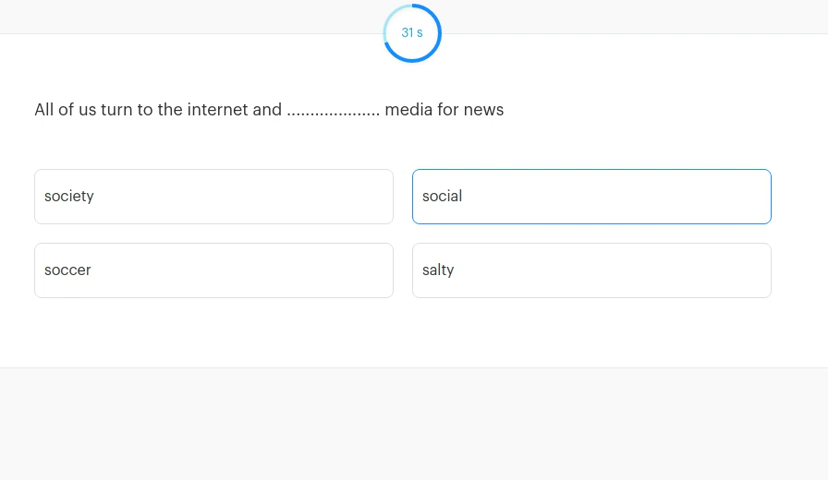 31 s
All of us turn to the internet and .................... media for news
society
social
soccer
salty